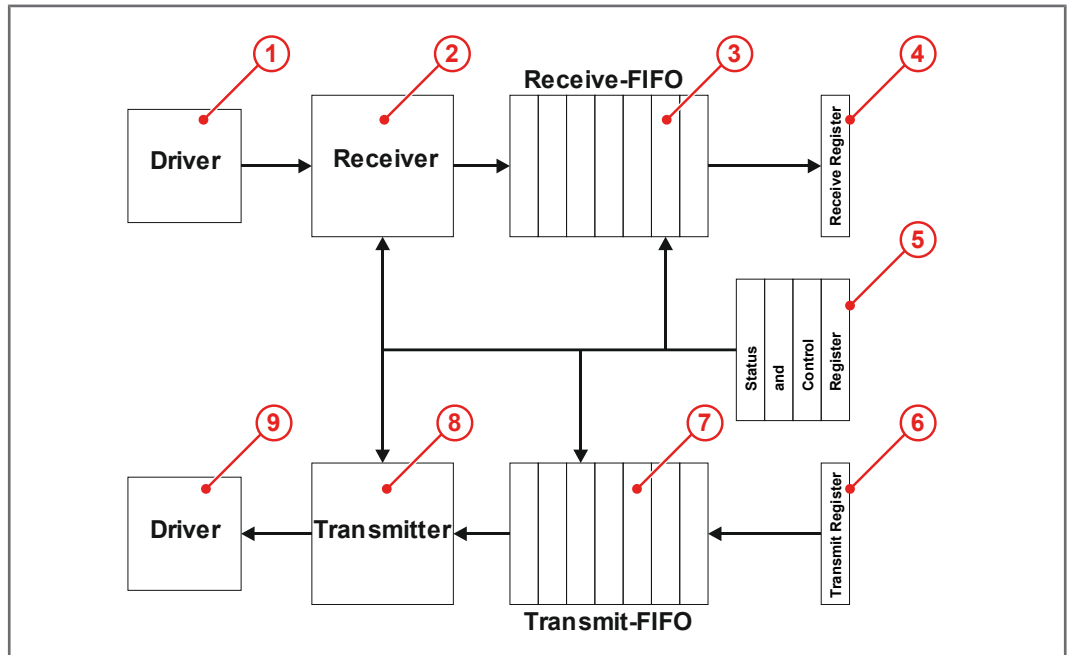 1
2
3
4
Receive-FIFO
Driver
Receiver
Receive Register
5
Status
and
Control
Register
9
8
7
6
Driver
Transmitter
Transmit Register
Transmit-FIFO